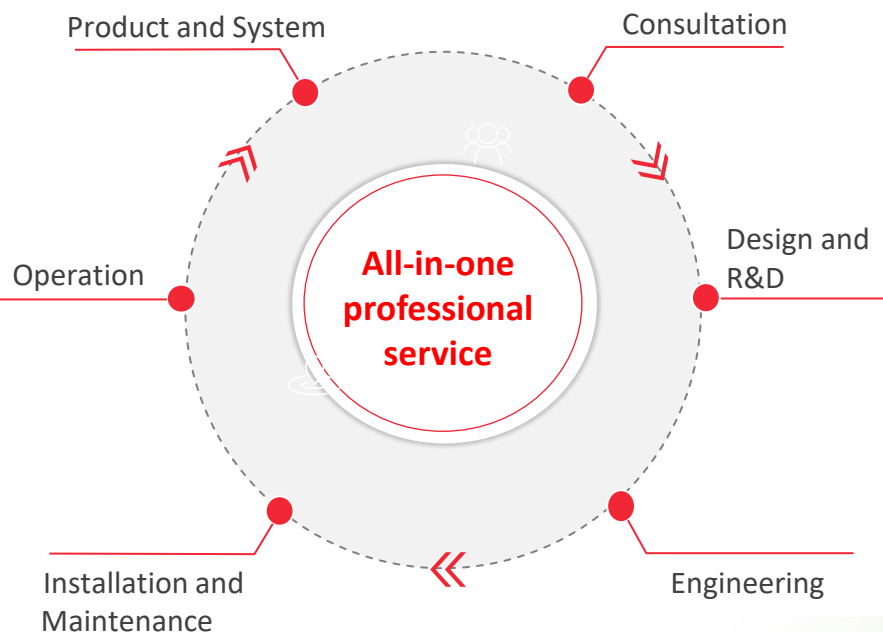 Product and System
Consultation
All-in-one
professional
service
Design and
R&D
Operation
Installation and
Maintenance
Engineering